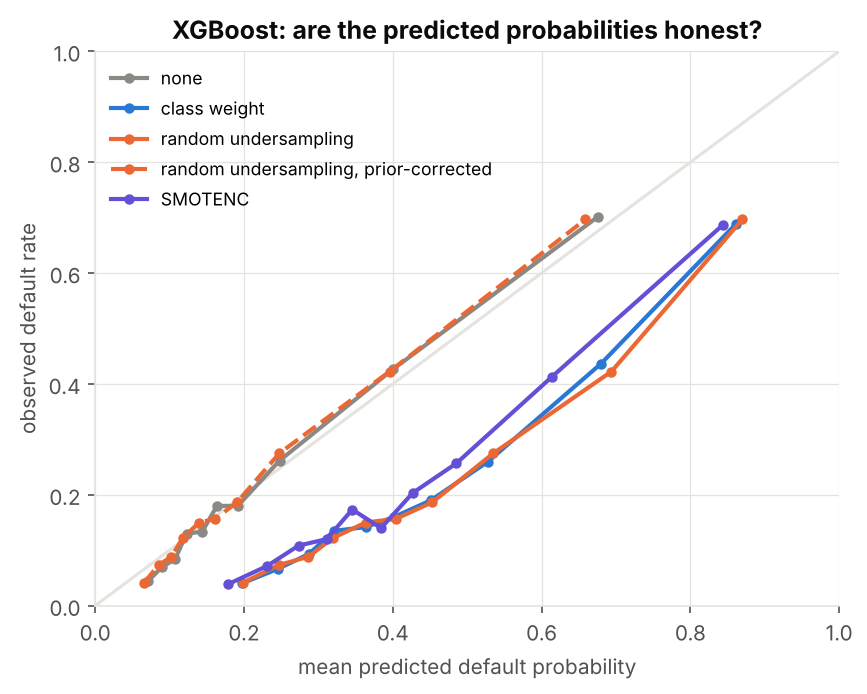 XGBoost: are the predicted probabilities honest?
1.0
0.8
0.6
0.4
0.2
0.0
observed default rate
none
class weight
random undersampling
random undersampling, prior-corrected
SMOTENC
0.0 0.2 0.4 0.6 0.8 1.0
mean predicted default probability